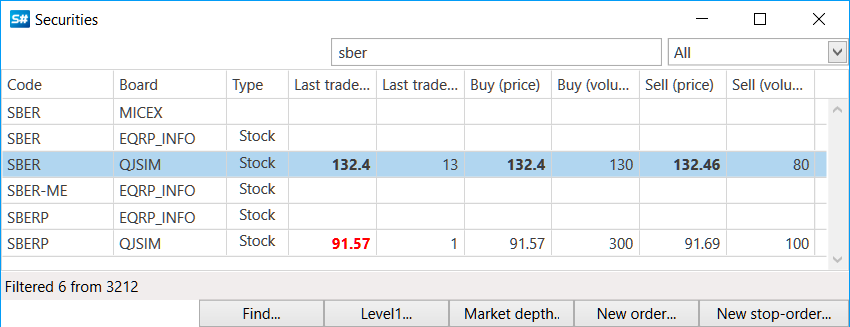 S# Securities
sber All
Code Board Type Last trade... Last trade... Buy (price) Buy (volu... Sell (price) Sell (volu...
SBER MICEX
SBER EQRP_INFO Stock
SBER QJSIM Stock 132.4 13 132.4 130 132.46 80
SBER-ME EQRP_INFO Stock
SBERP EQRP_INFO Stock
SBERP QJSIM Stock 91.57 1 91.57 300 91.69 100
Filtered 6 from 3212
Find... Level1... Market depth.. New order... New stop-order...